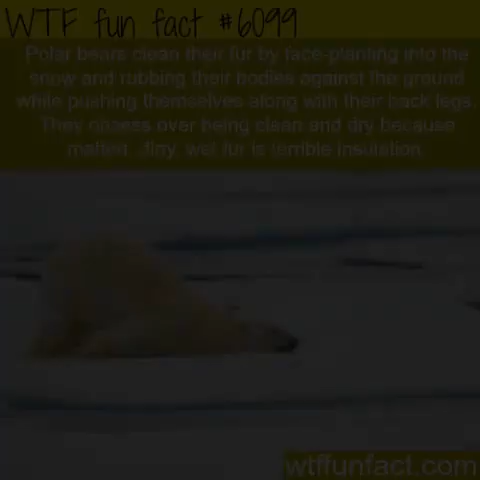 WTF fun fact #6099
Polar bears clean their fur by face-planting into the
snow and rubbing their bodies against the ground
while pushing themselves along with their back legs.
They obsess over being clean and dry because
matted, dirty, wet fur is terrible insulation.
wtffunfact.com